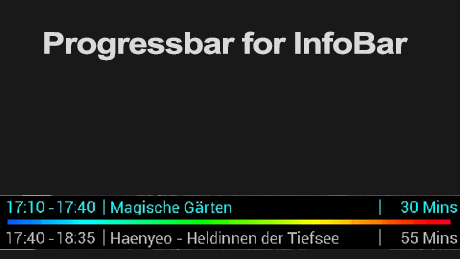 Progressbar for InfoBar
17:10 - 17:40 | Magische Gärten | 30 Mins
17:40 - 18:35 | Haenyeo - Heldinnen der Tiefsee | 55 Mins